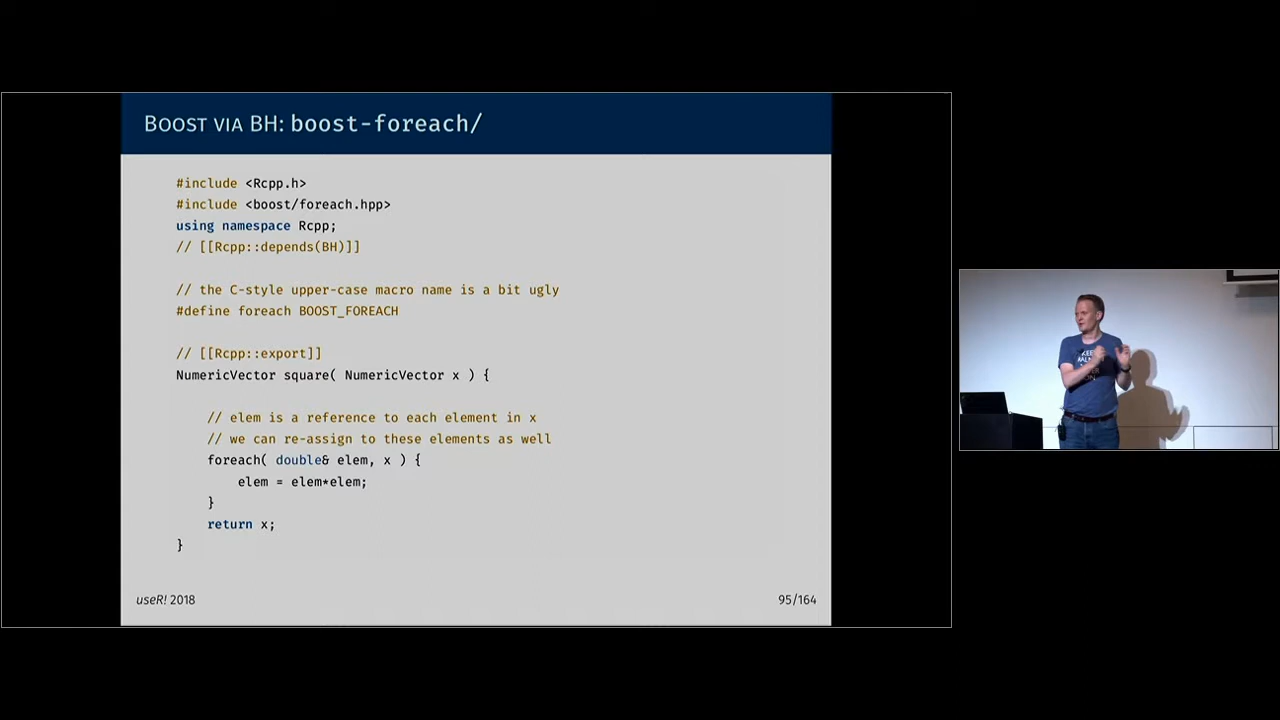 BOOST VIA BH: boost-foreach/
#include <Rcpp.h>
#include <boost/foreach.hpp>
using namespace Rcpp;
// [[Rcpp::depends(BH)]]
// the C-style upper-case macro name is a bit ugly
#define foreach BOOST_FOREACH
// [[Rcpp::export]]
NumericVector square( NumericVector x ) {
// elem is a reference to each element in x
// we can re-assign to these elements as well
foreach( double& elem, x ) {
elem = elem*elem;
}
return x;
}
useR! 2018
95/164